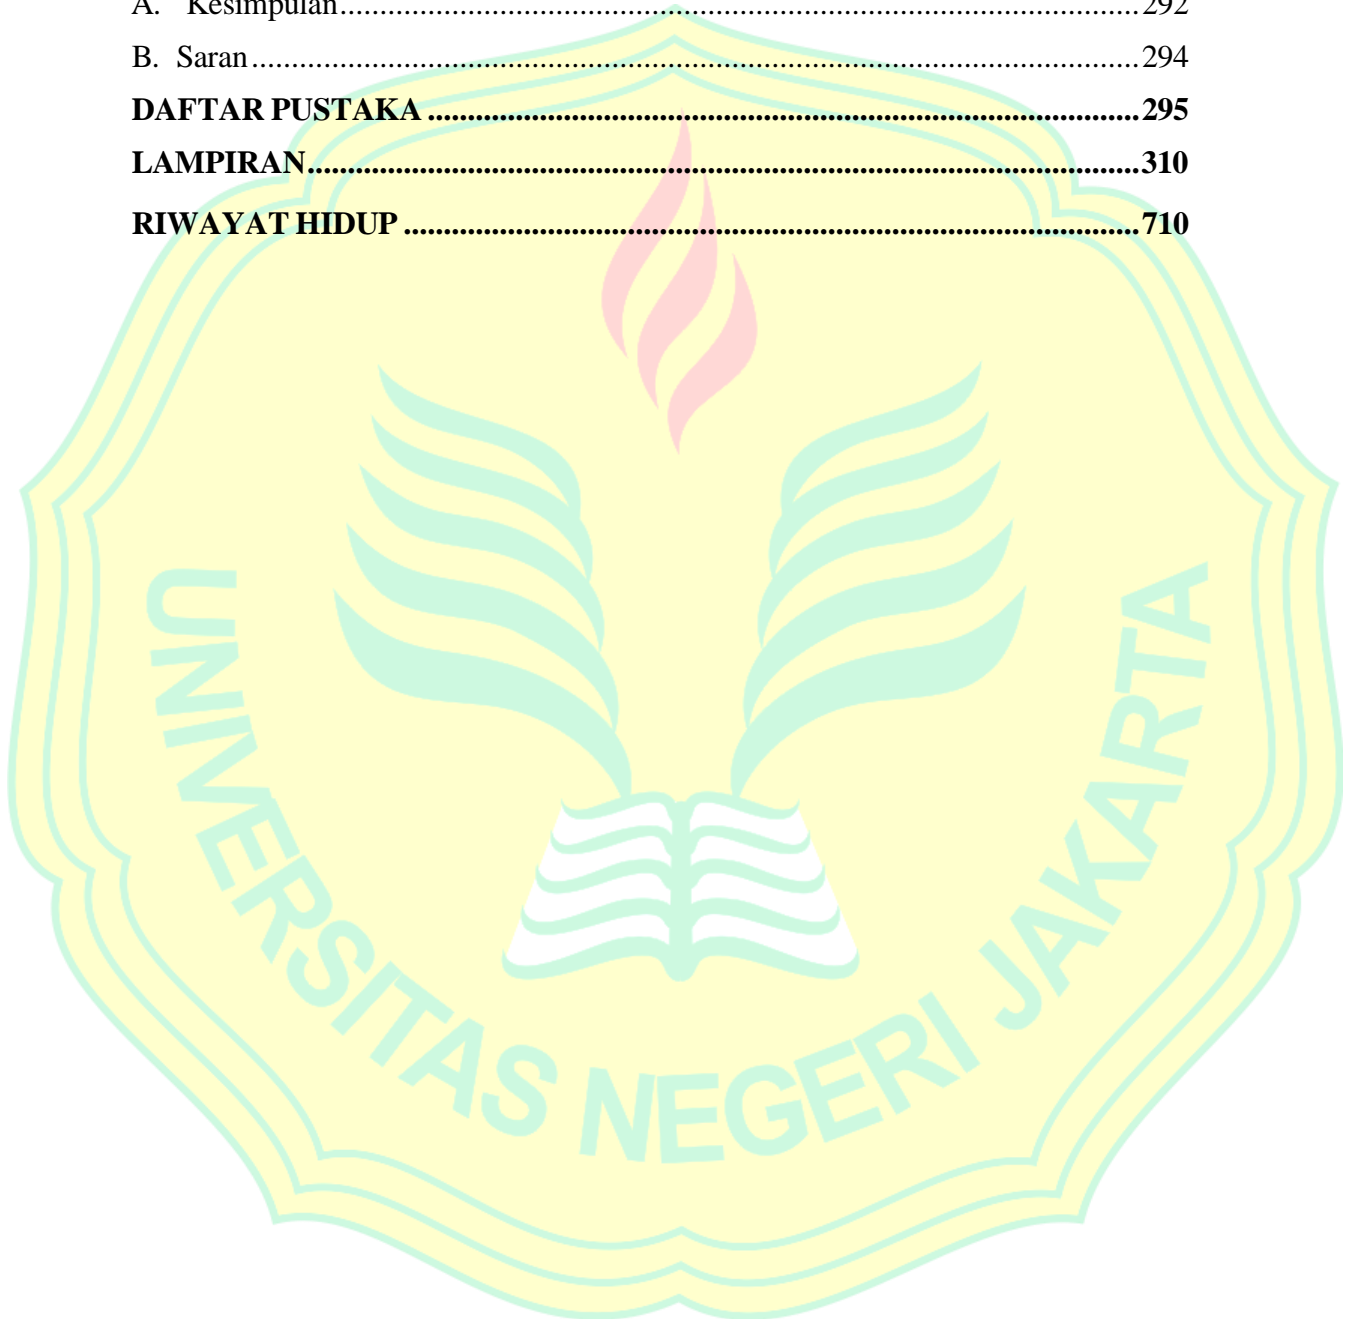 A. Kesimpulan....................................................................................................292
B. Saran...............................................................................................................294
DAFTAR PUSTAKA.........................................................................................295
LAMPIRAN........................................................................................................310
RIWAYAT HIDUP............................................................................................710
UNIVERSITAS NEGERI JAKARTA